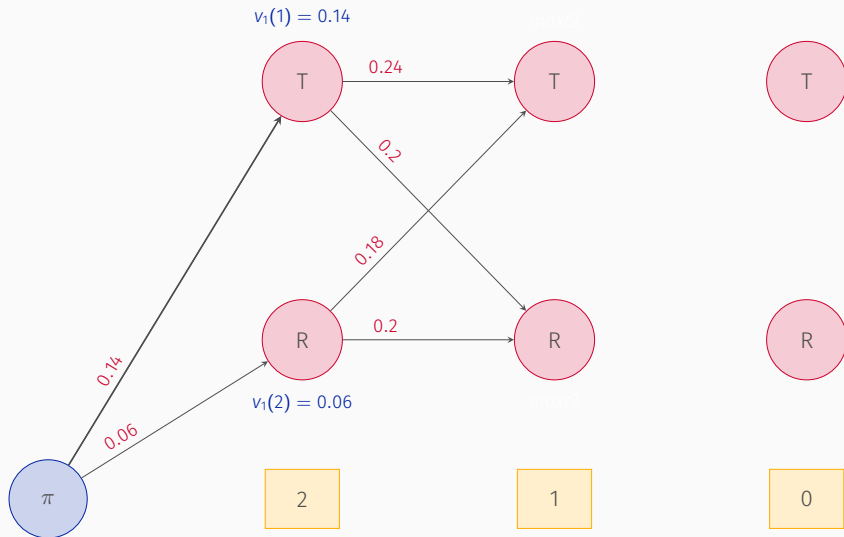 v₁(1) = 0.14
T
0.24
T
T
0.2
0.18
R
0.2
R
R
0.14
v₁(2) = 0.06
0.06
π
2
1
0